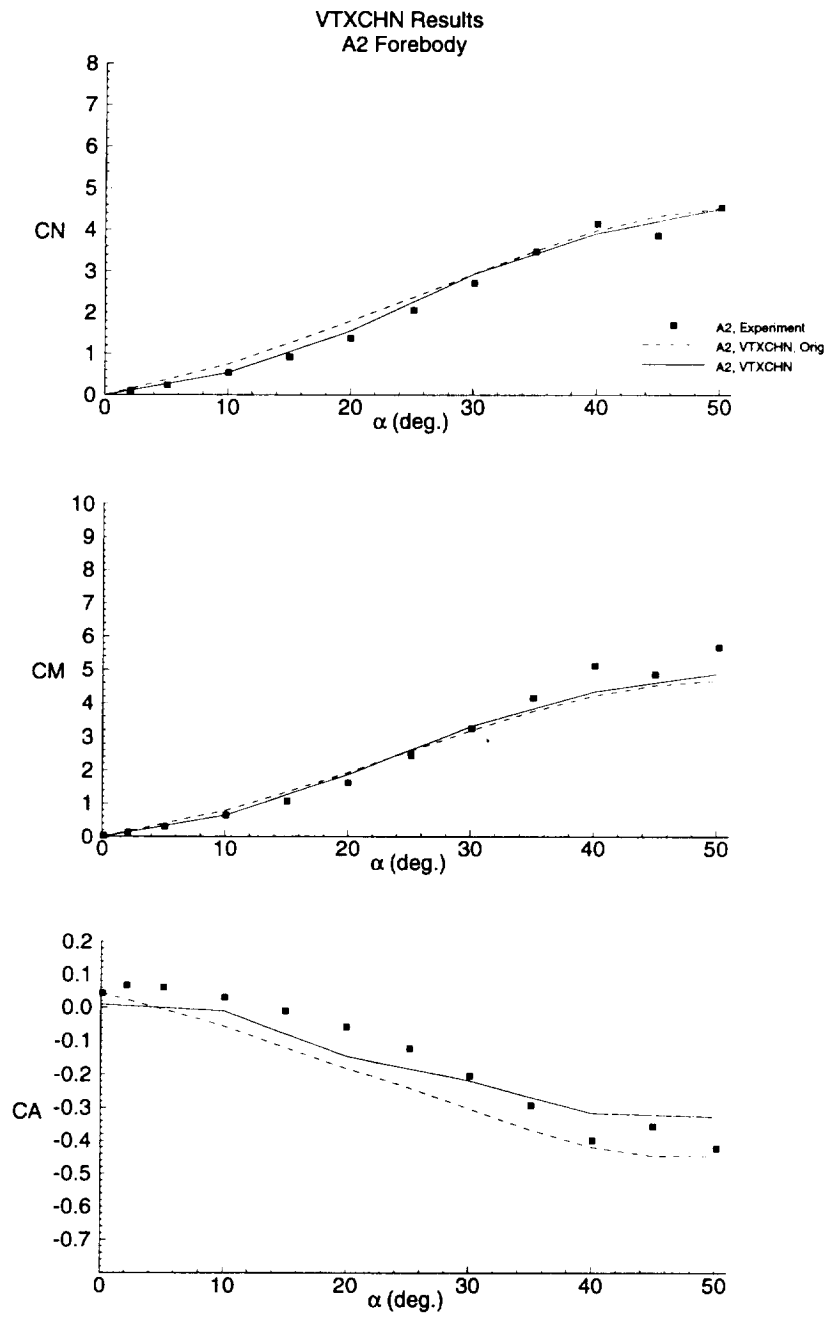 VTXCHN Results
A2 Forebody
8
7
6
5
CN 4
3
2
1
0
A2, Experiment
A2, VTXCHN, Orig
A2, VTXCHN
0 10 20 30 40 50
α (deg.)
10
9
8
7
6
CM 5
4
3
2
1
0
0 10 20 30 40 50
α (deg.)
0.2
0.1
0.0
-0.1
-0.2
CA -0.3
-0.4
-0.5
-0.6
-0.7
0 10 20 30 40 50
α (deg.)